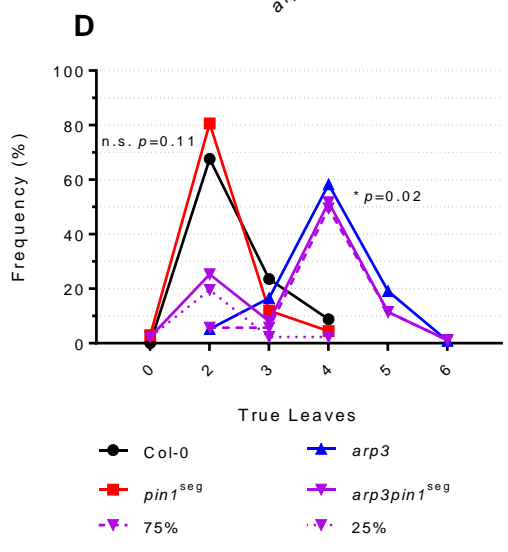 D
100
n.s. p=0.11
80
60
* p=0.02
40
20
0
Frequency (%)
0 2 3 4 5 6
True Leaves
Col-0 arp3
pin1seg arp3pin1seg
75% 25%